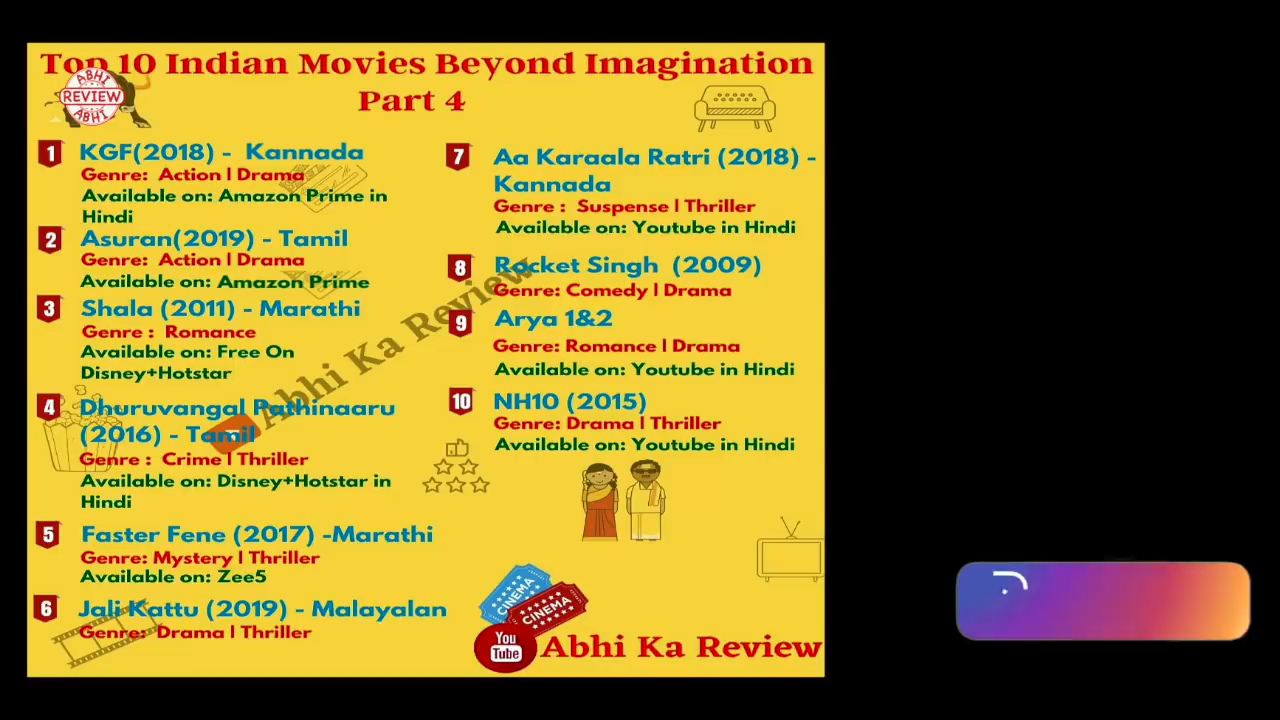 Top 10 Indian Movies Beyond Imagination
Part 4
ABHI
REVIEW
ABHI
1 KGF(2018) - Kannada
Genre: Action | Drama
Available on: Amazon Prime in
Hindi
2 Asuran(2019) - Tamil
Genre: Action | Drama
Available on: Amazon Prime
3 Shala (2011) - Marathi
Genre : Romance
Available on: Free On
Disney+Hotstar
4 Dhuruvangal Pathinaaru
(2016) - Tamil
Genre : Crime | Thriller
Available on: Disney+Hotstar in
Hindi
5 Faster Fene (2017) -Marathi
Genre: Mystery | Thriller
Available on: Zee5
6 Jali Kattu (2019) - Malayalan
Genre: Drama | Thriller
7 Aa Karaala Ratri (2018) -
Kannada
Genre : Suspense | Thriller
Available on: Youtube in Hindi
8 Rocket Singh (2009)
Genre: Comedy | Drama
9 Arya 1&2
Genre: Romance | Drama
Available on: Youtube in Hindi
10 NH10 (2015)
Genre: Drama | Thriller
Available on: Youtube in Hindi
Abhi Ka Review
CINEMA
CINEMA
You
Tube
Abhi Ka Review